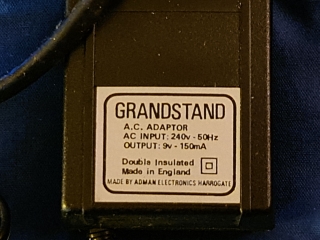 GRANDSTAND
A.C. ADAPTOR
AC INPUT: 240v - 50Hz
OUTPUT: 9v - 150mA
Double Insulated
Made in England
MADE BY ADMAN ELECTRONICS HARROGATE